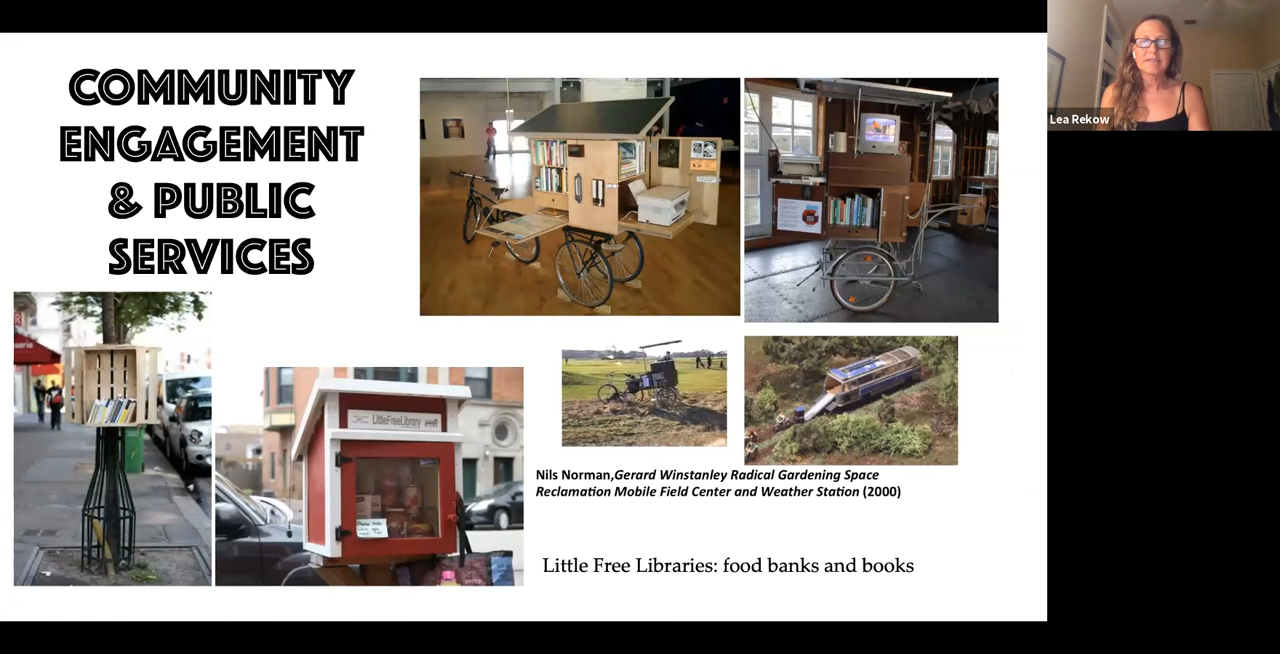 COMMUNITY
ENGAGEMENT
& PUBLIC
SERVICES
Lea Rekow
LittleFreeLibrary
Nils Norman,Gerard Winstanley Radical Gardening Space
Reclamation Mobile Field Center and Weather Station (2000)
Little Free Libraries: food banks and books